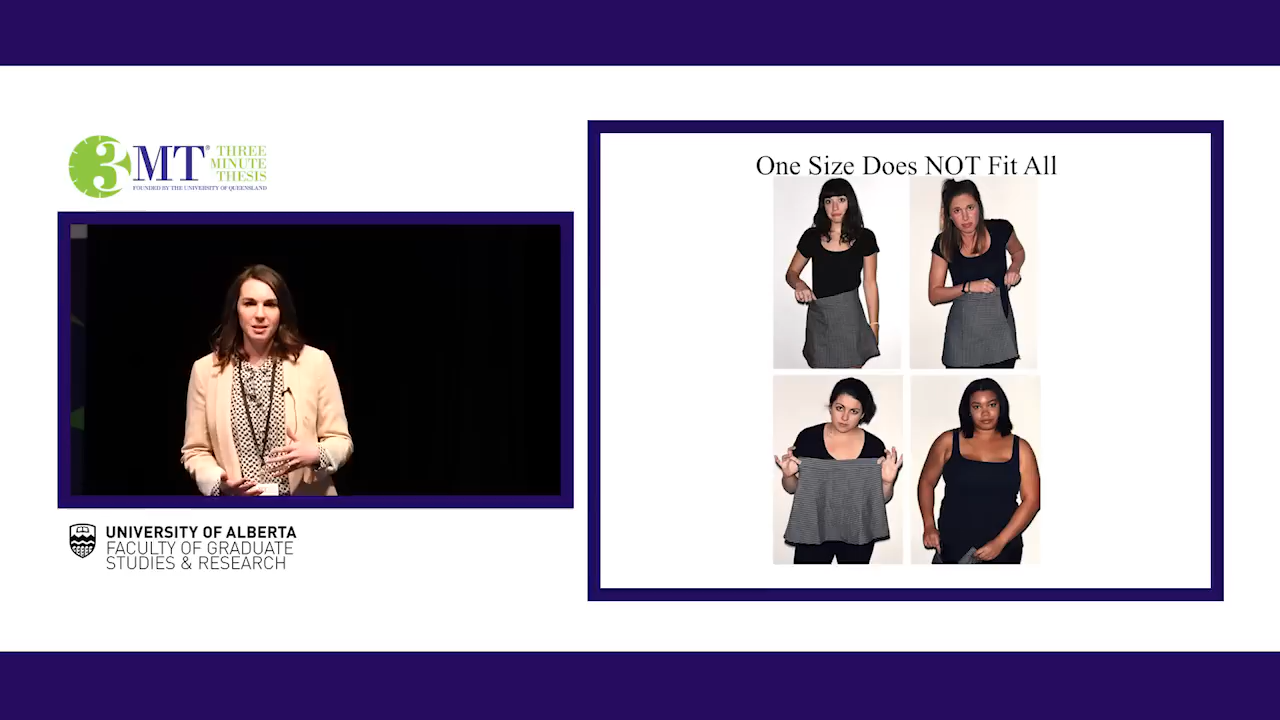 3MT® THREE
MINUTE
THESIS
FOUNDED BY THE UNIVERSITY OF QUEENSLAND
One Size Does NOT Fit All
UNIVERSITY OF ALBERTA
FACULTY OF GRADUATE
STUDIES & RESEARCH